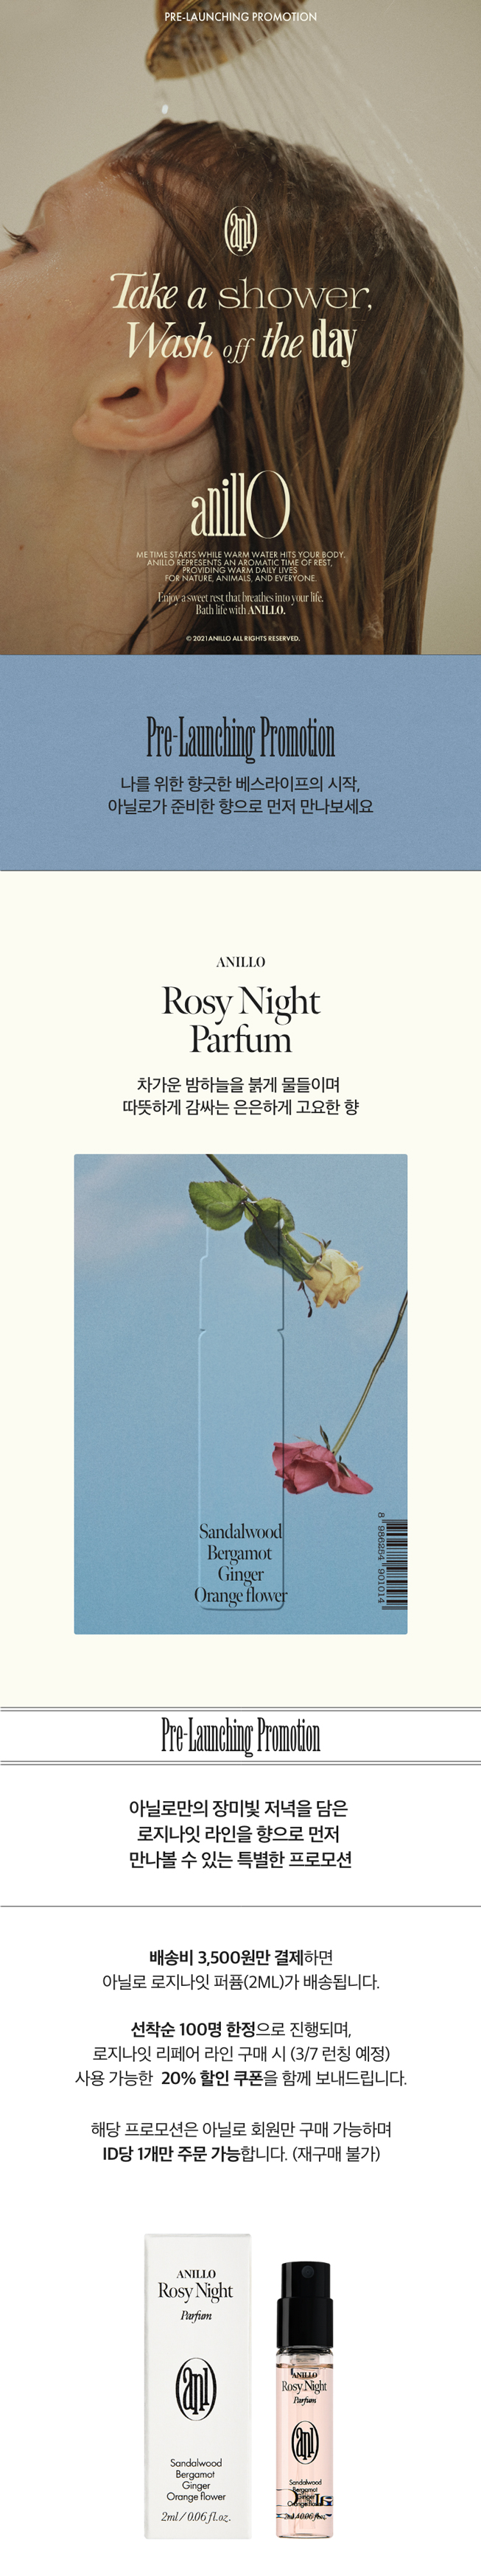 PRE-LAUNCHING PROMOTION
anl
Take a shower,
Wash off the day
anillO
ME TIME STARTS WHILE WARM WATER HITS YOUR BODY.
ANILLO REPRESENTS AN AROMATIC TIME OF REST,
PROVIDING WARM DAILY LIVES
FOR NATURE, ANIMALS, AND EVERYONE.
Enjoy a sweet rest that breathes into your life.
Bath life with ANILLO.
© 2021 ANILLO ALL RIGHTS RESERVED.
Pre-Launching Promotion
나를 위한 향긋한 베스라이프의 시작,
아닐로가 준비한 향으로 먼저 만나보세요
ANILLO
Rosy Night
Parfum
차가운 밤하늘을 붉게 물들이며
따뜻하게 감싸는 은은하게 고요한 향
Sandalwood
Bergamot
Ginger
Orange flower
8 986254 901014
Pre-Launching Promotion
아닐로만의 장미빛 저녁을 담은
로지나잇 라인을 향으로 먼저
만나볼 수 있는 특별한 프로모션
배송비 3,500원만 결제하면
아닐로 로지나잇 퍼퓸(2ML)가 배송됩니다.
선착순 100명 한정으로 진행되며,
로지나잇 리페어 라인 구매 시 (3/7 런칭 예정)
사용 가능한 20% 할인 쿠폰을 함께 보내드립니다.
해당 프로모션은 아닐로 회원만 구매 가능하며
ID당 1개만 주문 가능합니다. (재구매 불가)
ANILLO
Rosy Night
Parfum
anl
Sandalwood
Bergamot
Ginger
Orange flower
2ml / 0.06 fl.oz.
ANILLO
Rosy Night
Parfum
anl
Sandalwood
Bergamot
Ginger
Orange flower
2ml / 0.06 fl.oz.